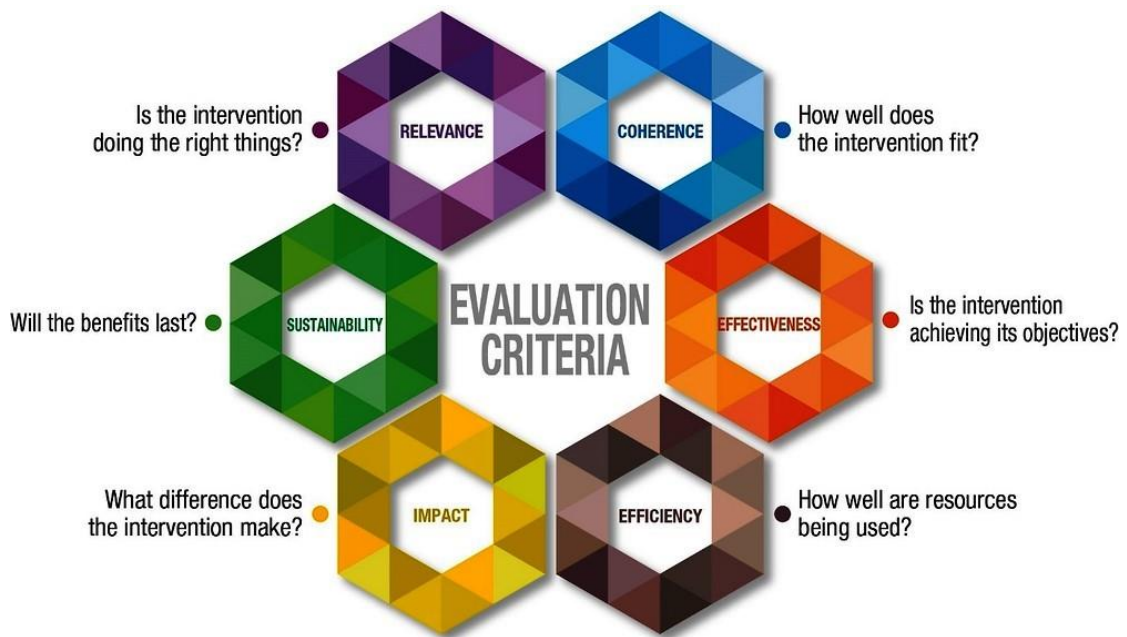 Is the intervention
doing the right things?
RELEVANCE
COHERENCE
How well does
the intervention fit?
Will the benefits last?
SUSTAINABILITY
EVALUATION
CRITERIA
EFFECTIVENESS
Is the intervention
achieving its objectives?
What difference does
the intervention make?
IMPACT
EFFICIENCY
How well are resources
being used?